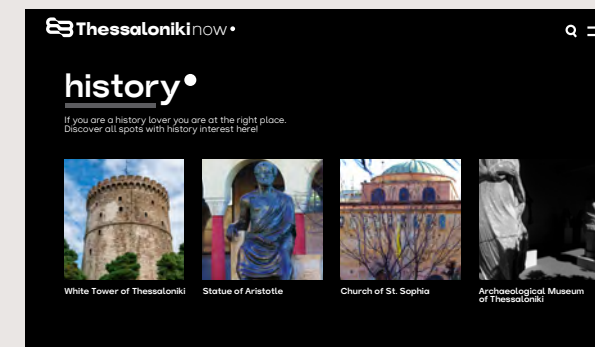 Thessalonikinow
history
If you are a history lover you are at the right place.
Discover all spots with history interest here!
White Tower of Thessaloniki
Statue of Aristotle
Church of St. Sophia
Archaeological Museum
of Thessaloniki